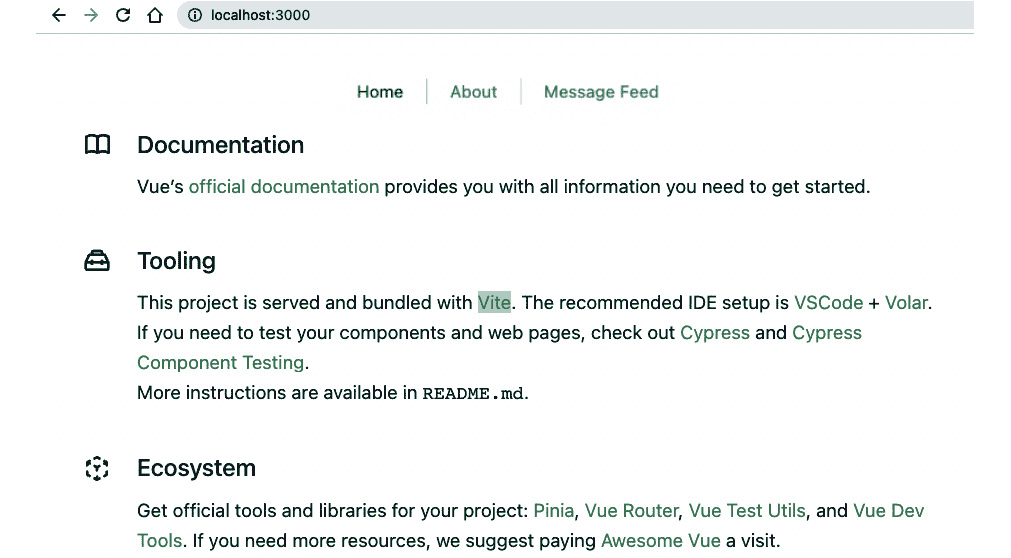 localhost:3000
Home About Message Feed
Documentation
Vue’s official documentation provides you with all information you need to get started.
Tooling
This project is served and bundled with Vite. The recommended IDE setup is VSCode + Volar.
If you need to test your components and web pages, check out Cypress and Cypress
Component Testing.
More instructions are available in README.md.
Ecosystem
Get official tools and libraries for your project: Pinia, Vue Router, Vue Test Utils, and Vue Dev
Tools. If you need more resources, we suggest paying Awesome Vue a visit.